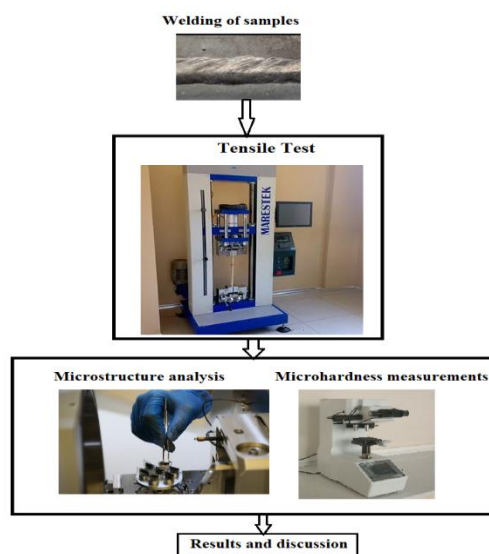 Welding of samples
Tensile Test
MARESTEK
Microstructure analysis
Microhardness measurements
Results and discussion